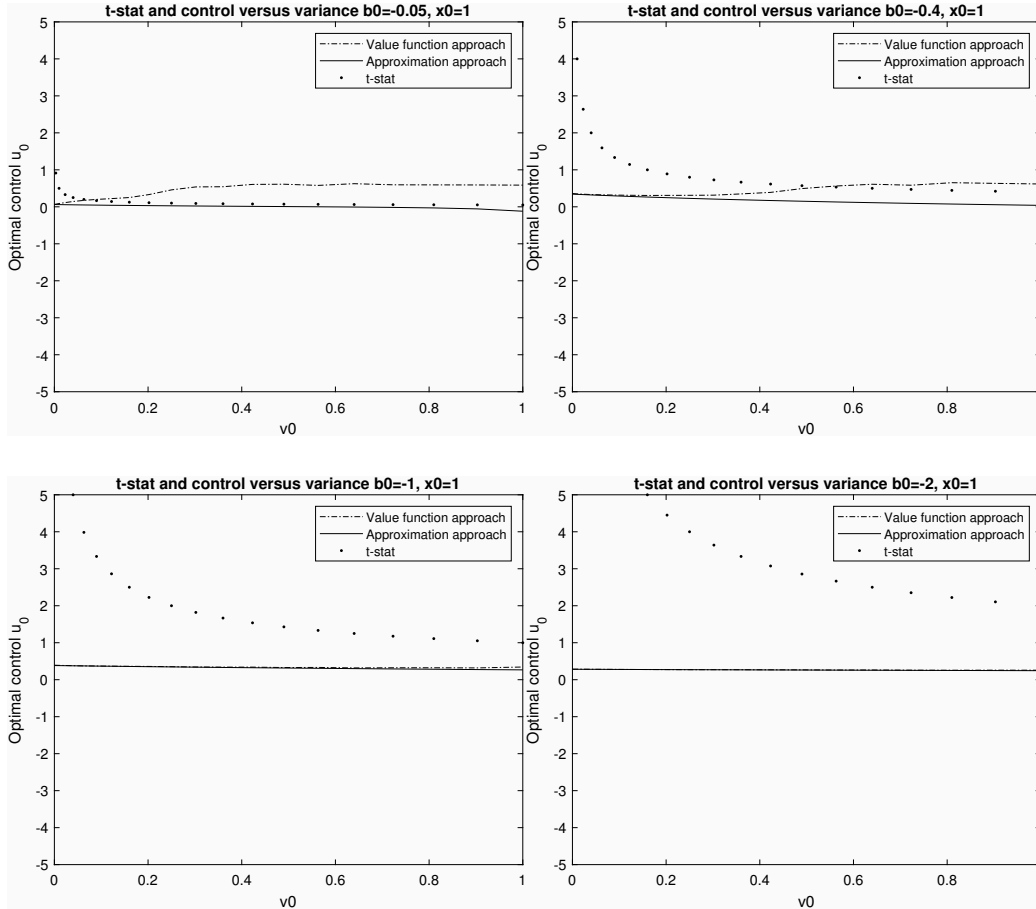 t-stat and control versus variance b0=-0.05, x0=1
Value function approach
Approximation approach
t-stat
5
4
3
2
1
0
-1
-2
-3
-4
-5
Optimal control u0
0
0.2
0.4
0.6
0.8
1
v0
t-stat and control versus variance b0=-0.4, x0=1
Value function approach
Approximation approach
t-stat
5
4
3
2
1
0
-1
-2
-3
-4
-5
Optimal control u0
0
0.2
0.4
0.6
0.8
v0
t-stat and control versus variance b0=-1, x0=1
Value function approach
Approximation approach
t-stat
5
4
3
2
1
0
-1
-2
-3
-4
-5
Optimal control u0
0
0.2
0.4
0.6
0.8
1
v0
t-stat and control versus variance b0=-2, x0=1
Value function approach
Approximation approach
t-stat
5
4
3
2
1
0
-1
-2
-3
-4
-5
Optimal control u0
0
0.2
0.4
0.6
0.8
v0